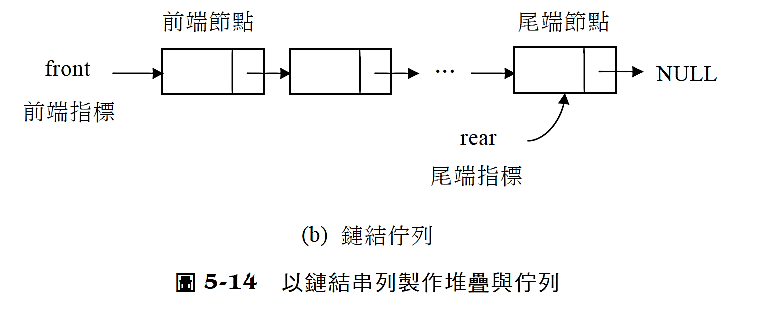 前端節點
尾端節點
front
前端指標
…
NULL
rear
尾端指標
(b) 鏈結佇列
圖 5-14 以鏈結串列製作堆疊與佇列